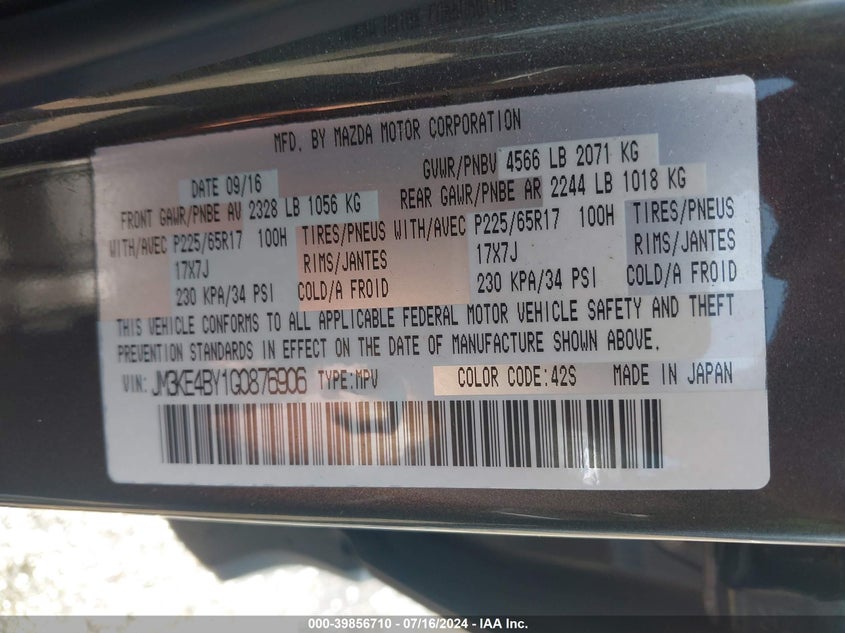 MFD. BY MAZDA MOTOR CORPORATION
DATE 09/16 GVWR/PNBV 4566 LB 2071 KG
FRONT GAWR/PNBE AV 2328 LB 1056 KG REAR GAWR/PNBE AR 2244 LB 1018 KG
WITH/AVEC P225/65R17 100H TIRES/PNEUS WITH/AVEC P225/65R17 100H TIRES/PNEUS
17X7J RIMS/JANTES 17X7J RIMS/JANTES
230 KPA/34 PSI COLD/A FROID 230 KPA/34 PSI COLD/A FROID
THIS VEHICLE CONFORMS TO ALL APPLICABLE FEDERAL MOTOR VEHICLE SAFETY AND THEFT
PREVENTION STANDARDS IN EFFECT ON THE DATE OF MANUFACTURE SHOWN ABOVE.
VIN: JM3KE4BY1G0876906 TYPE:MPV COLOR CODE:42S MADE IN JAPAN
000-39856710 / 07/16/2024 - IAA Inc.